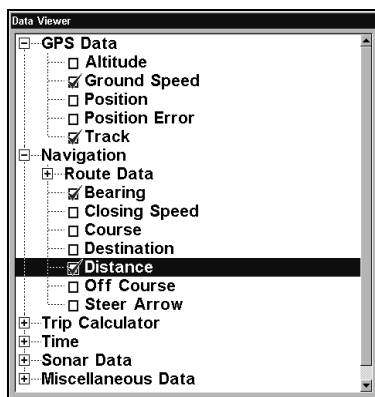 Data Viewer
GPS Data
Altitude
Ground Speed
Position
Position Error
Track
Navigation
Route Data
Bearing
Closing Speed
Course
Destination
Distance
Off Course
Steer Arrow
Trip Calculator
Time
Sonar Data
Miscellaneous Data